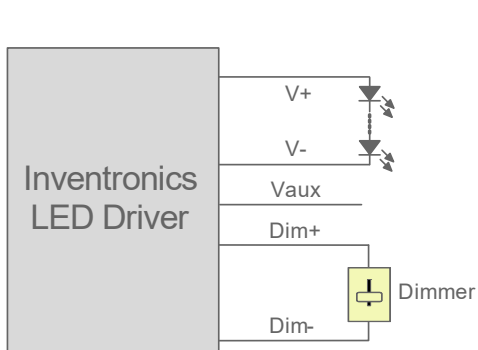 V+
V-
Inventronics
LED Driver
Vaux
Dim+
Dimmer
Dim-